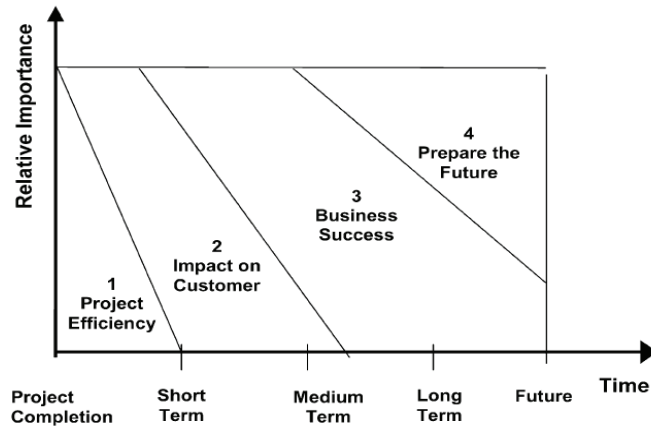 Relative Importance
4
Prepare the
Future
3
Business
Success
2
Impact on
Customer
1
Project
Efficiency
Project
Completion
Short
Term
Medium
Term
Long
Term
Future
Time